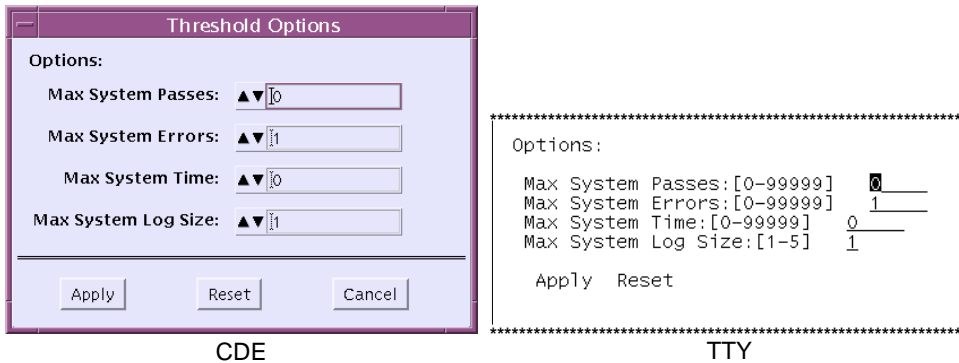 Threshold Options
Options:
Max System Passes: 0
Max System Errors: 1
Max System Time: 0
Max System Log Size: 1
Apply Reset Cancel
CDE
****************************************************************
Options:
Max System Passes:[0-99999] 0
Max System Errors:[0-99999] 1
Max System Time:[0-99999] 0
Max System Log Size:[1-5] 1
Apply Reset
****************************************************************
TTY